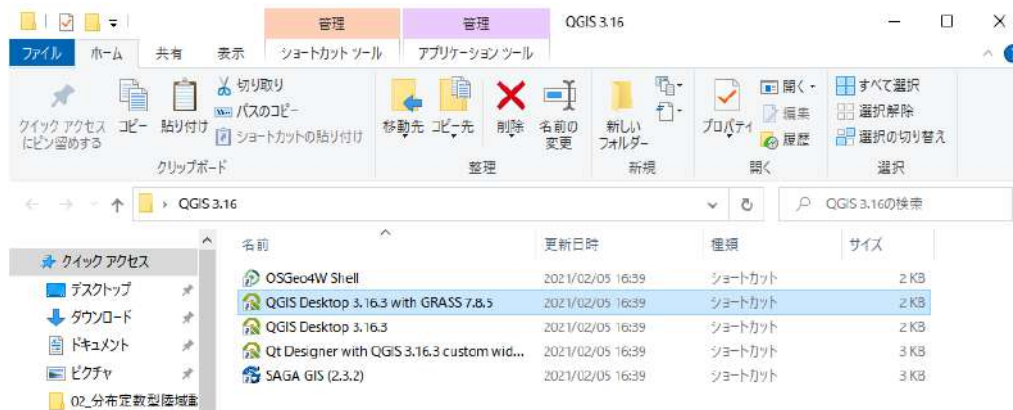 管理
管理
QGIS 3.16
ファイル
ホーム
共有
表示
ショートカット ツール
アプリケーション ツール
クイック アクセス
にピン留めする
コピー
貼り付け
切り取り
パスのコピー
ショートカットの貼り付け
クリップボード
移動先
コピー先
削除
名前の
変更
整理
新しい
フォルダー
新規
プロパティ
開く
編集
履歴
開く
すべて選択
選択解除
選択の切り替え
選択
QGIS 3.16
QGIS 3.16の検索
名前
更新日時
種類
サイズ
クイック アクセス
デスクトップ
ダウンロード
ドキュメント
ピクチャ
02_分布定数型陸域動
OSGeo4W Shell 2021/02/05 16:39 ショートカット 2 KB
QGIS Desktop 3.16.3 with GRASS 7.8.5 2021/02/05 16:39 ショートカット 2 KB
QGIS Desktop 3.16.3 2021/02/05 16:39 ショートカット 2 KB
Qt Designer with QGIS 3.16.3 custom wid... 2021/02/05 16:39 ショートカット 3 KB
SAGA GIS (2.3.2) 2021/02/05 16:39 ショートカット 3 KB